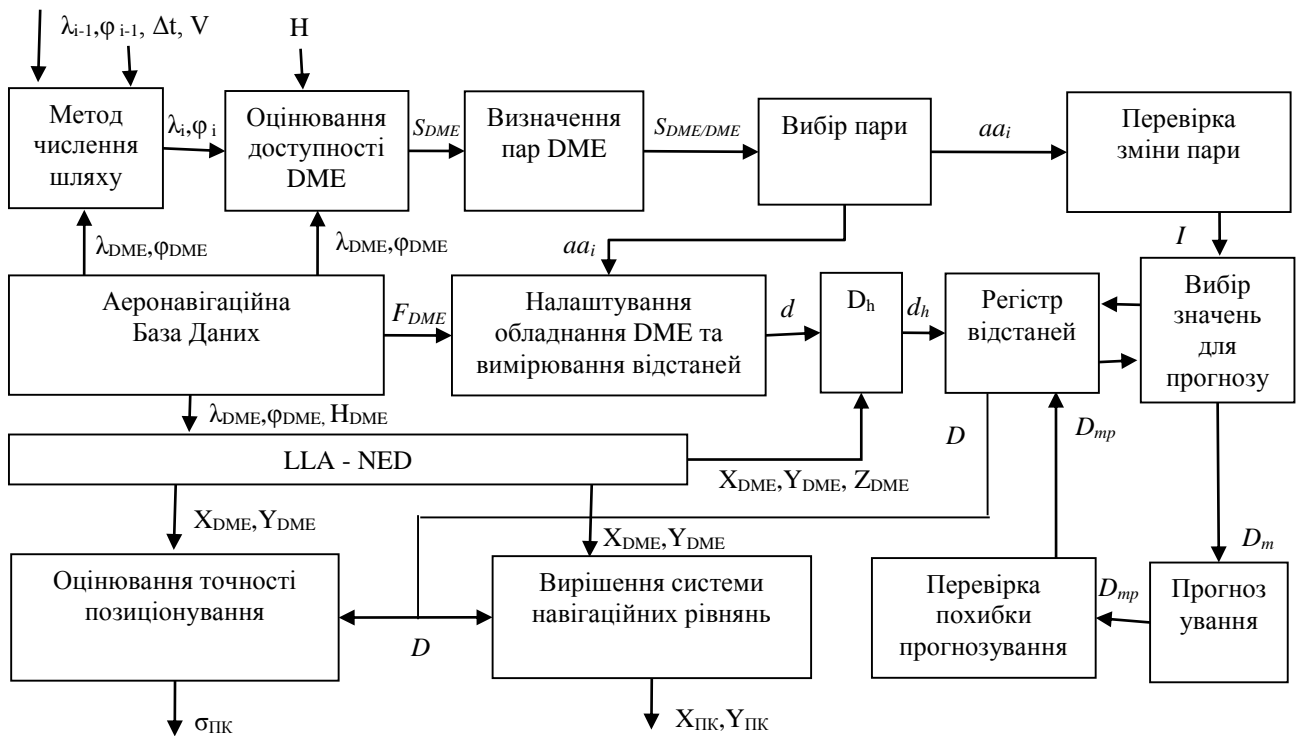 λi-1,φ i-1, Δt, V
H
Метод
числення
шляху
λi,φ i
Оцінювання
доступності
DME
SDME
Визначення
пар DME
SDME/DME
Вибір пари
aai
Перевірка
зміни пари
λDME,φDME
λDME,φDME
aai
I
Аеронавігаційна
База Даних
FDME
Налаштування
обладнання DME та
вимірювання відстаней
d
Dh
dh
Регістр
відстаней
Вибір
значень
для
прогнозу
λDME,φDME, HDME
LLA - NED
XDME,YDME, ZDME
D
Dmp
XDME,YDME
XDME,YDME
Dm
Оцінювання точності
позиціонування
D
Вирішення системи
навігаційних рівнянь
Перевірка
похибки
прогнозування
Dmp
Прогноз
ування
σПК
XПК,YПК